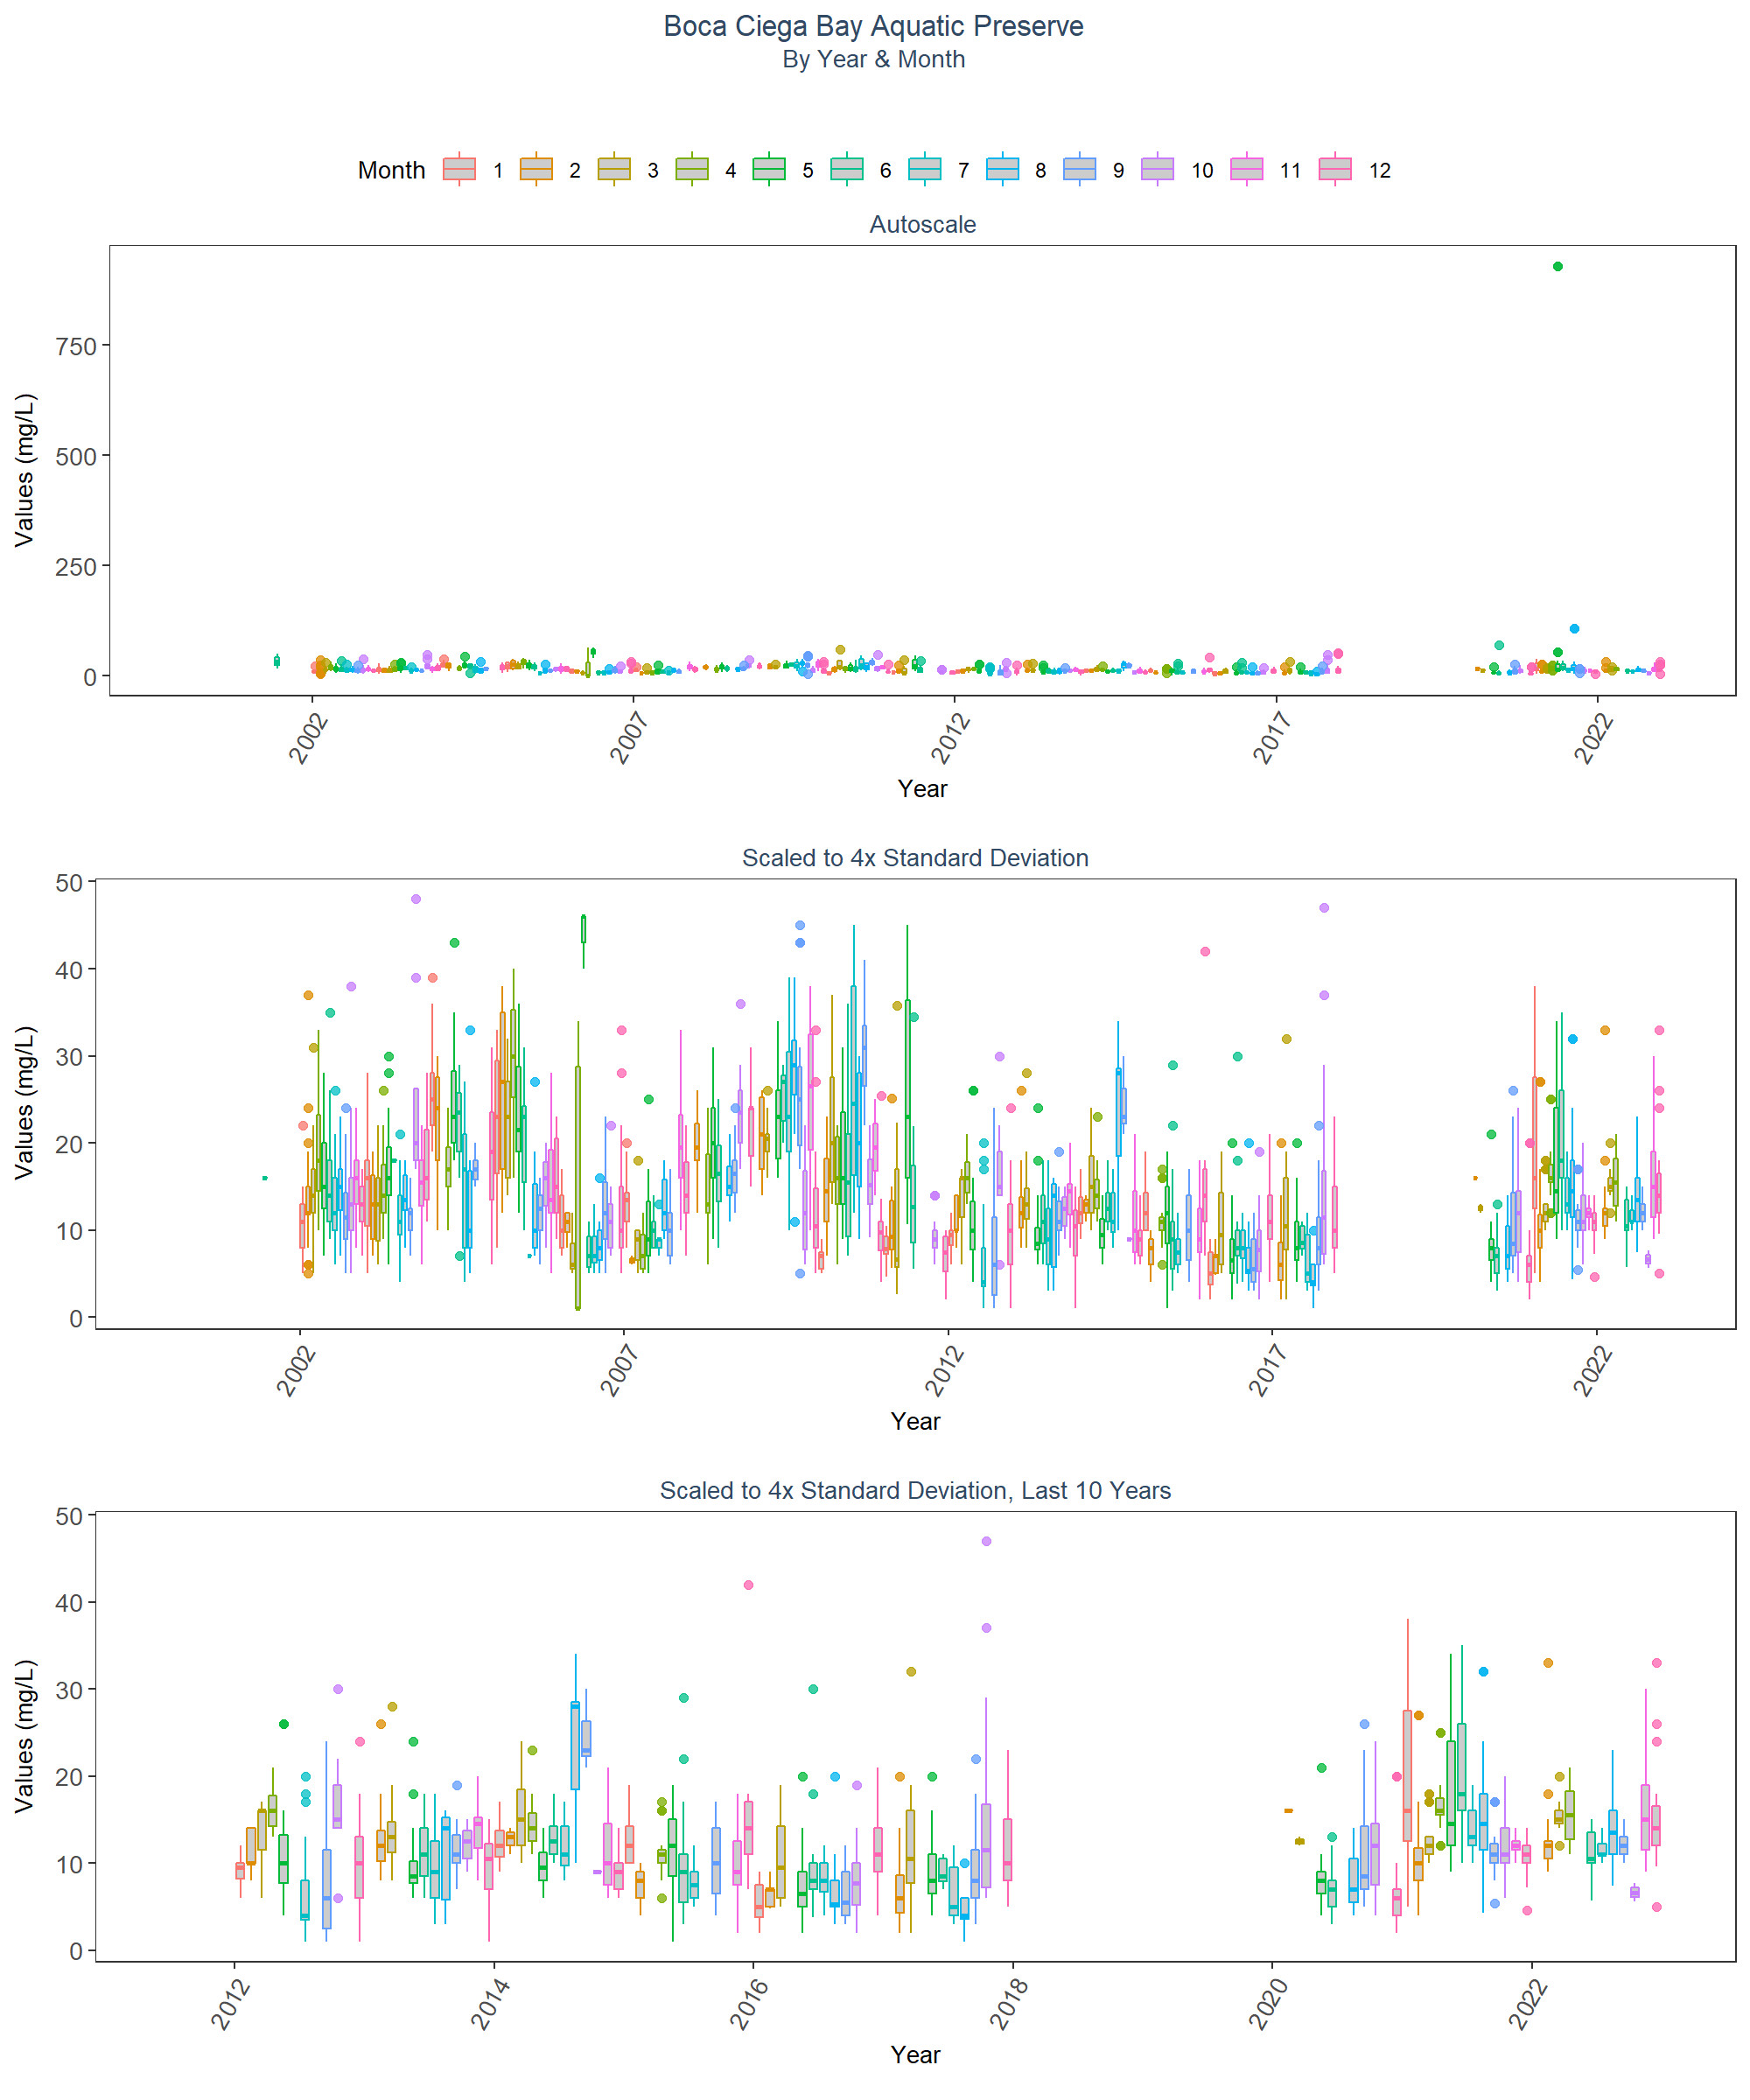 Boca Ciega Bay Aquatic Preserve
By Year & Month
Month 1 2 3 4 5 6 7 8 9 10 11 12
Autoscale
Values (mg/L)
750
500
250
0
2002 2007 2012 2017 2022
Year
Scaled to 4x Standard Deviation
Values (mg/L)
50
40
30
20
10
0
2002 2007 2012 2017 2022
Year
Scaled to 4x Standard Deviation, Last 10 Years
Values (mg/L)
50
40
30
20
10
0
2012 2014 2016 2018 2020 2022
Year